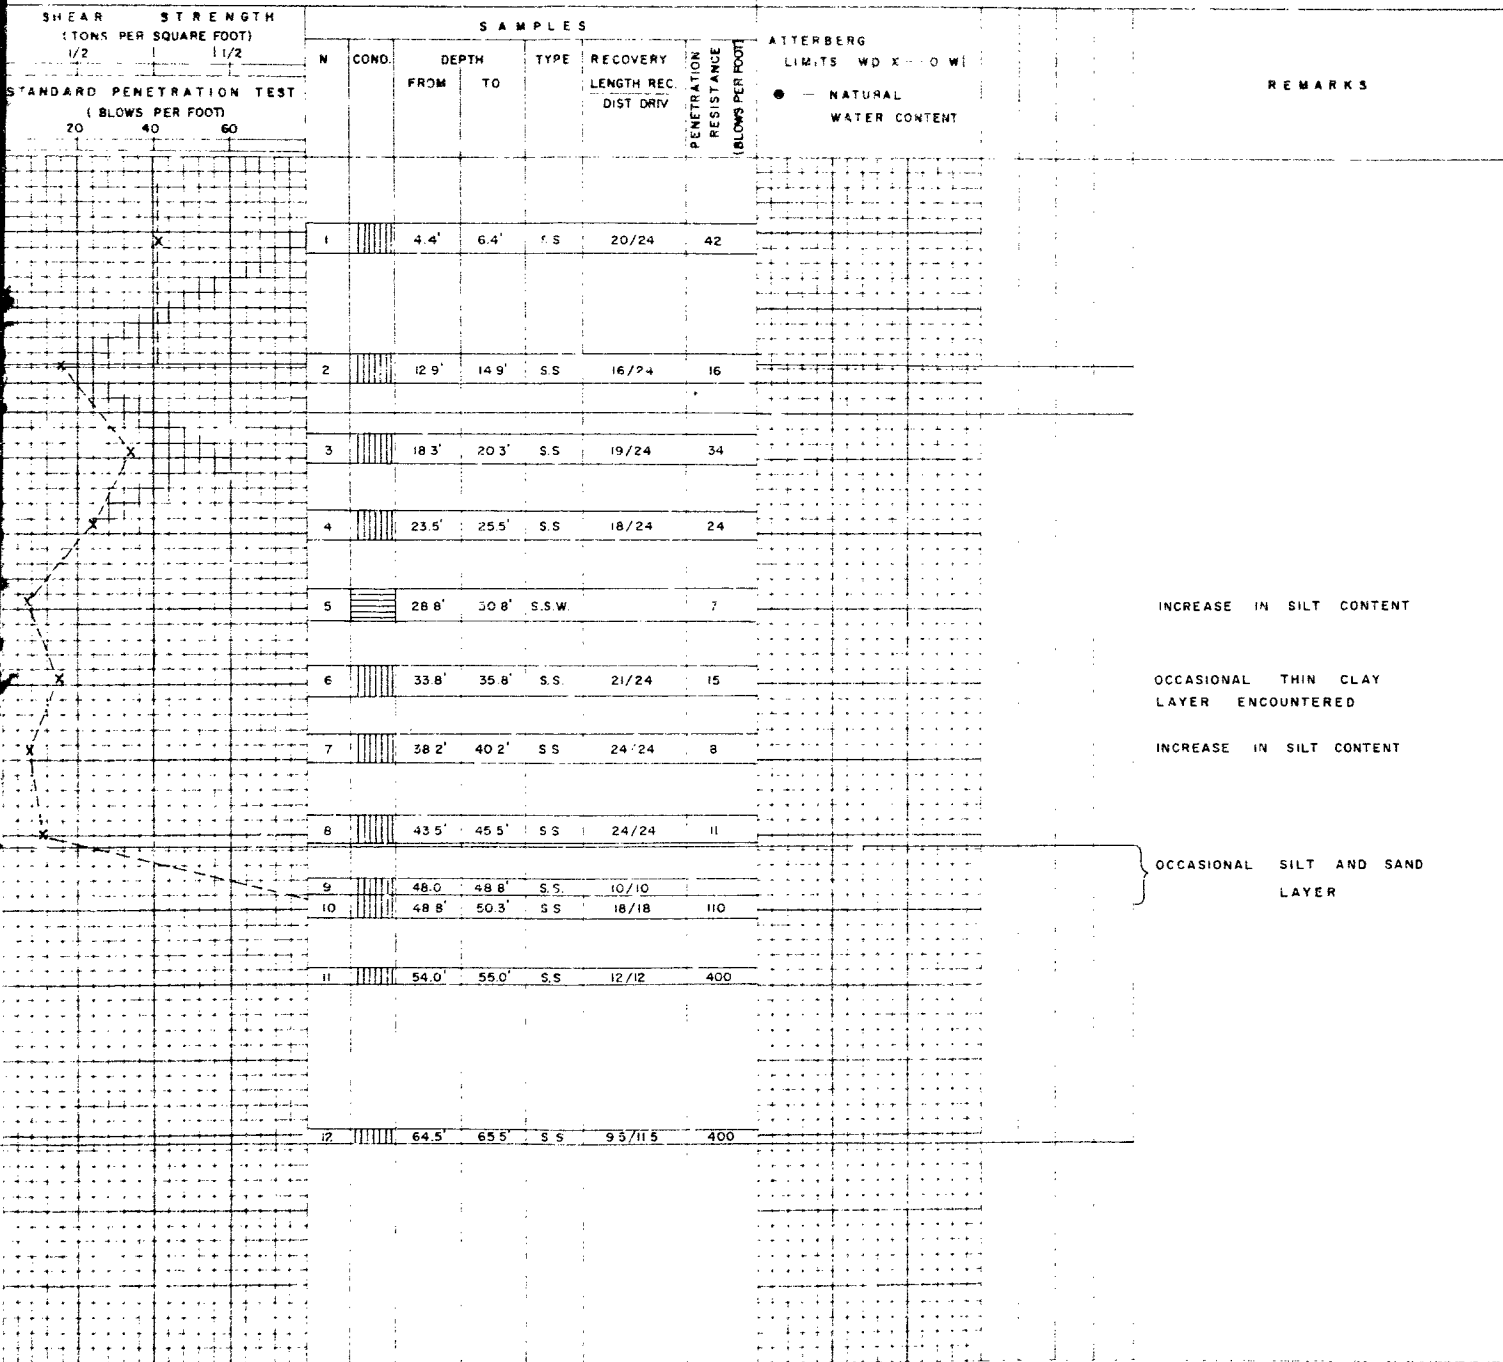 SHEAR STRENGTH
(TONS PER SQUARE FOOT)
1/2 1 1/2
STANDARD PENETRATION TEST
(BLOWS PER FOOT)
20 40 60
SAMPLES
N COND. DEPTH TYPE RECOVERY
FROM TO LENGTH REC.
DIST DRIV
PENETRATION
RESISTANCE
(BLOWS PER FOOT)
ATTERBERG
LIMITS WP X -- O Wl
● — NATURAL
WATER CONTENT
REMARKS
1 4.4' 6.4' S.S 20/24 42
2 12.9' 14.9' S.S 16/24 16
3 18.3' 20.3' S.S 19/24 34
4 23.5' 25.5' S.S 18/24 24
5 28.8' 30.8' S.S.W. 7 INCREASE IN SILT CONTENT
6 33.8' 35.8' S.S. 21/24 15 OCCASIONAL THIN CLAY
LAYER ENCOUNTERED
7 38.2' 40.2' S S 24/24 8 INCREASE IN SILT CONTENT
8 43.5' 45.5' S S 24/24 11
OCCASIONAL SILT AND SAND
LAYER
9 48.0 48.8' S.S. 10/10
10 48.8' 50.3' S S 18/18 110
11 54.0' 55.0' S.S 12/12 400
12 64.5' 65.5' S S 9.5/11.5 400